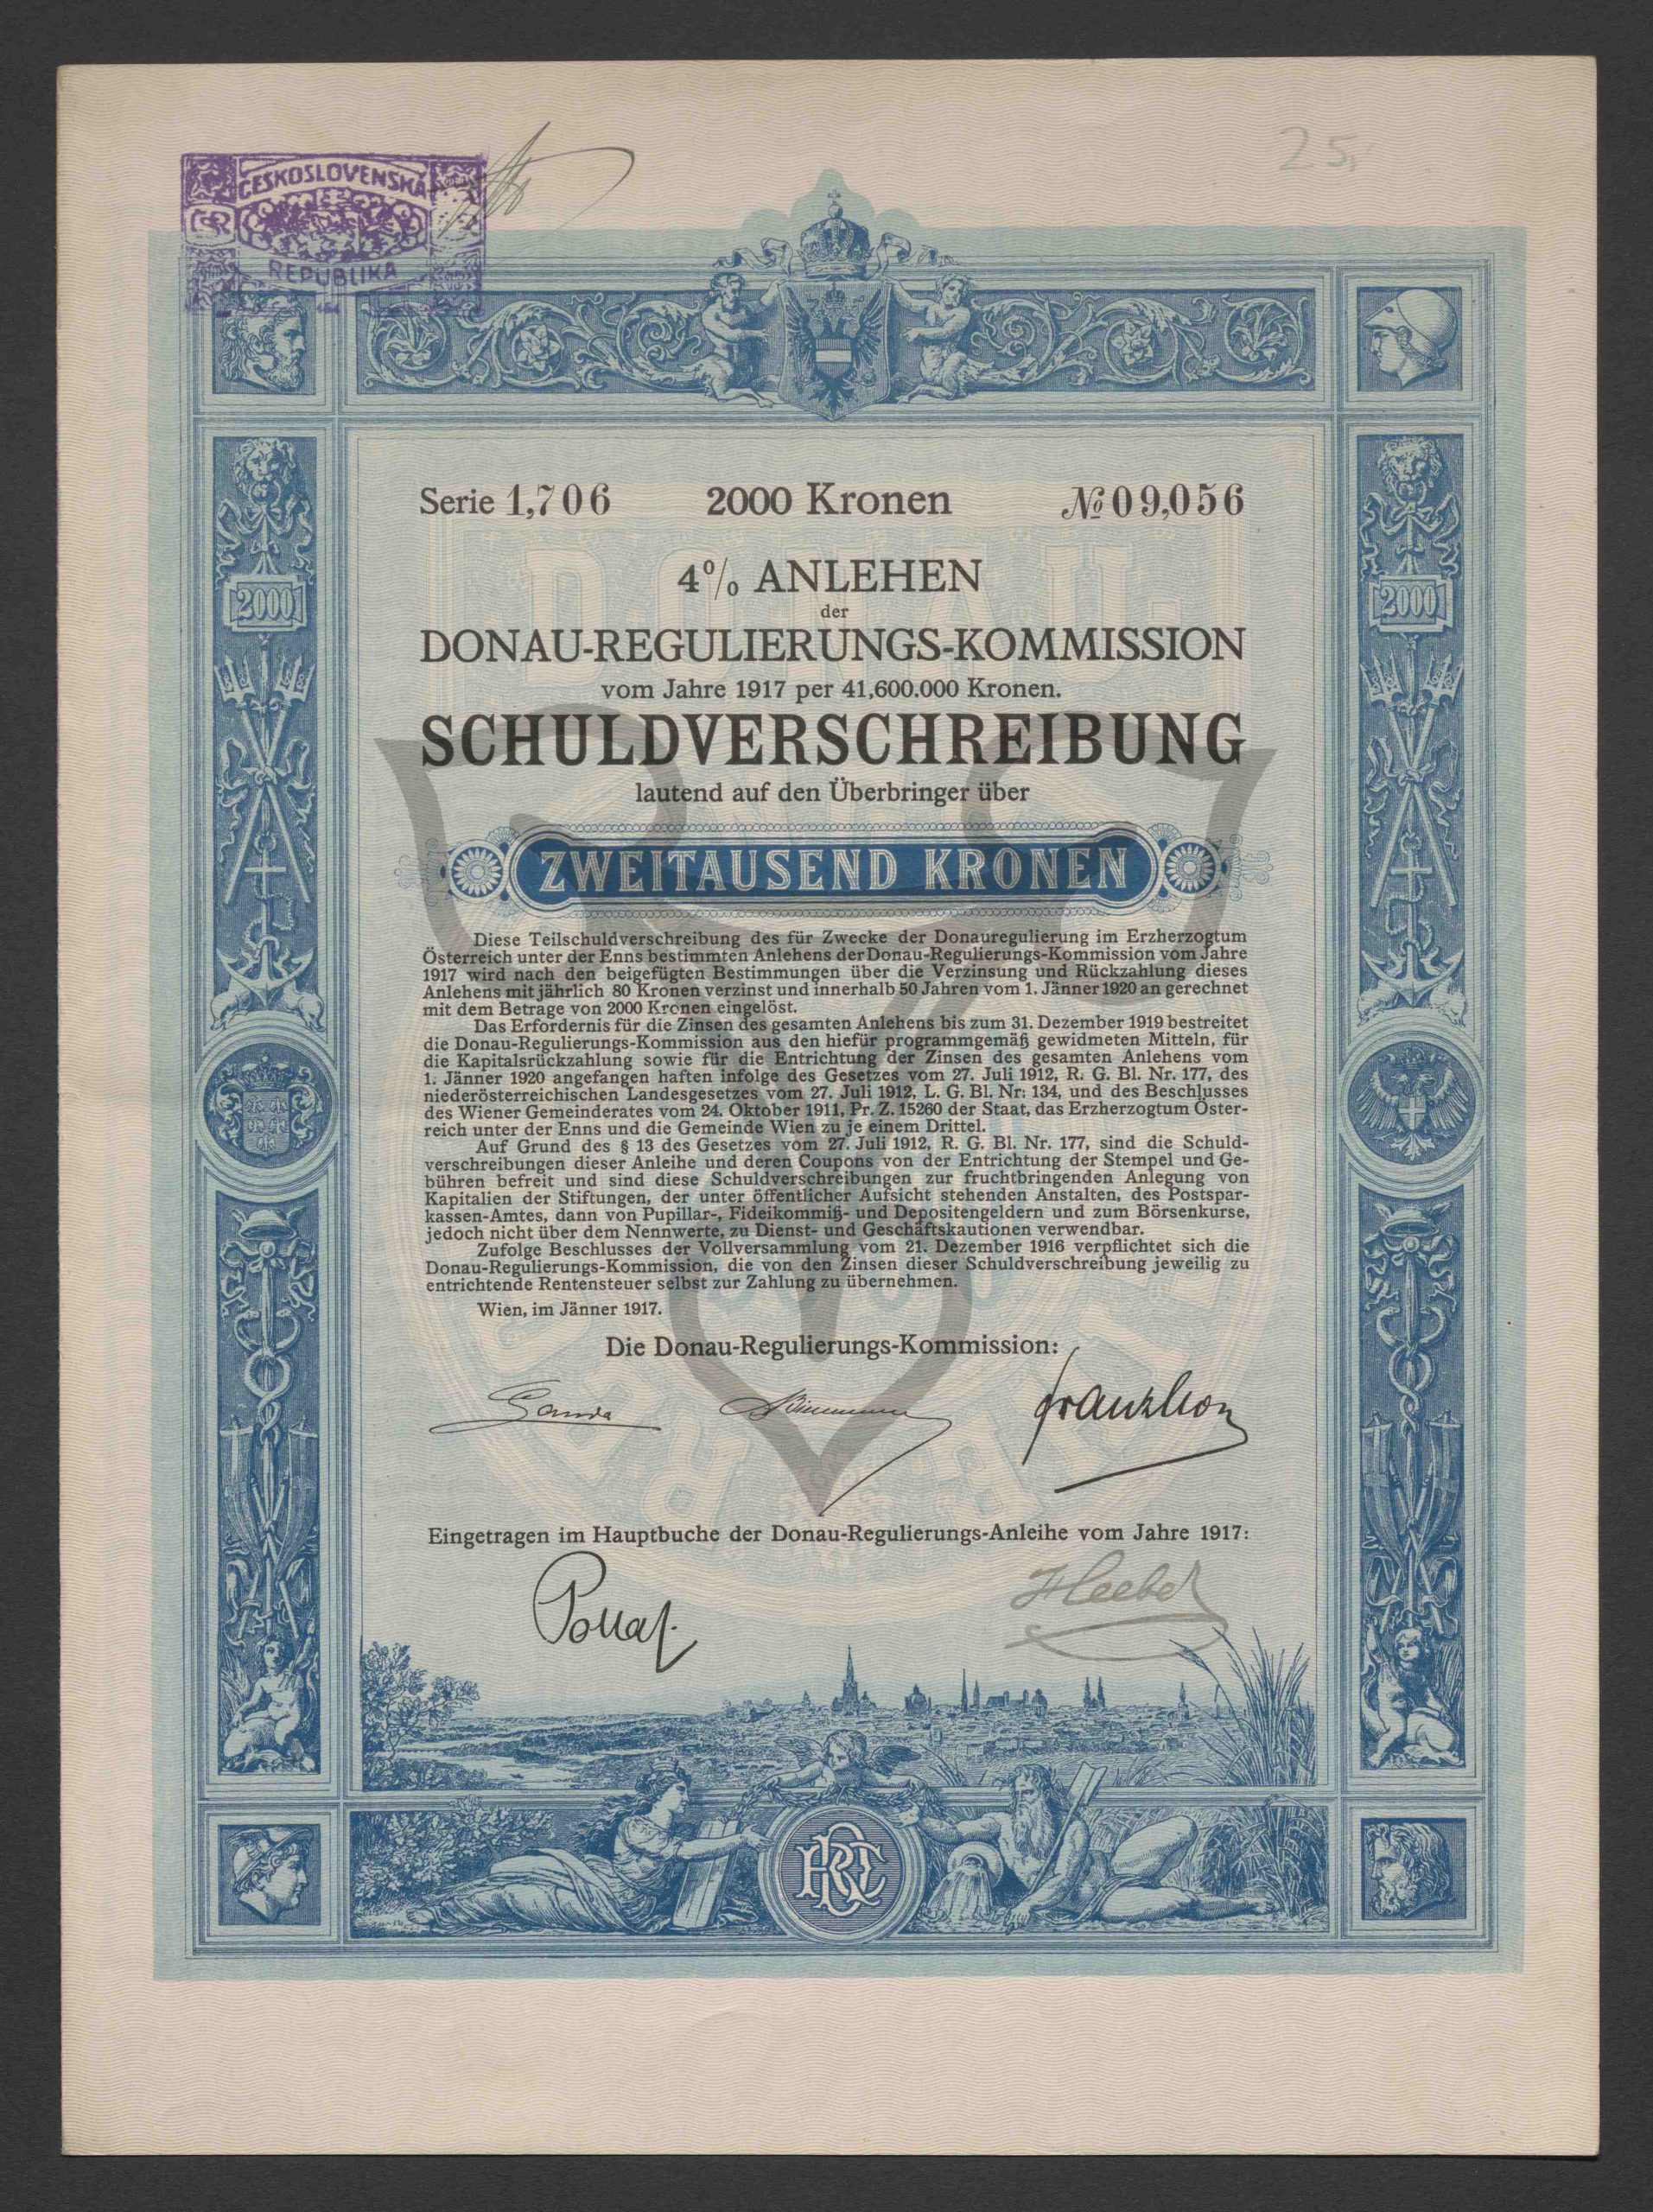 25,
ČESKOSLOVENSKÁ
ČSR
REPUBLIKA
Serie 1,706 2000 Kronen № 09,056
4% ANLEHEN
der
DONAU-REGULIERUNGS-KOMMISSION
vom Jahre 1917 per 41,600.000 Kronen.
SCHULDVERSCHREIBUNG
lautend auf den Überbringer über
ZWEITAUSEND KRONEN
2000
2000
Diese Teilschuldverschreibung des für Zwecke der Donauregulierung im Erzherzogtum
Österreich unter der Enns bestimmten Anlehens der Donau-Regulierungs-Kommission vom Jahre
1917 wird nach den beigefügten Bestimmungen über die Verzinsung und Rückzahlung dieses
Anlehens mit jährlich 80 Kronen verzinst und innerhalb 50 Jahren vom 1. Jänner 1920 an gerechnet
mit dem Betrage von 2000 Kronen eingelöst.
Das Erfordernis für die Zinsen des gesamten Anlehens bis zum 31. Dezember 1919 bestreitet
die Donau-Regulierungs-Kommission aus den hiefür programmgemäß gewidmeten Mitteln, für
die Kapitalsrückzahlung sowie für die Entrichtung der Zinsen des gesamten Anlehens vom
1. Jänner 1920 angefangen haften infolge des Gesetzes vom 27. Juli 1912, R. G. Bl. Nr. 177, des
niederösterreichischen Landesgesetzes vom 27. Juli 1912, L. G. Bl. Nr: 134, und des Beschlusses
des Wiener Gemeinderates vom 24. Oktober 1911, Pr. Z. 15260 der Staat, das Erzherzogtum Öster-
reich unter der Enns und die Gemeinde Wien zu je einem Drittel.
Auf Grund des § 13 des Gesetzes vom 27. Juli 1912, R. G. Bl. Nr. 177, sind die Schuld-
verschreibungen dieser Anleihe und deren Coupons von der Entrichtung der Stempel und Ge-
bühren befreit und sind diese Schuldverschreibungen zur fruchtbringenden Anlegung von
Kapitalien der Stiftungen, der unter öffentlicher Aufsicht stehenden Anstalten, des Postspar-
kassen-Amtes, dann von Pupillar-, Fideikommiß- und Depositengeldern und zum Börsenkurse,
jedoch nicht über dem Nennwerte, zu Dienst- und Geschäftskautionen verwendbar.
Zufolge Beschlusses der Vollversammlung vom 21. Dezember 1916 verpflichtet sich die
Donau-Regulierungs-Kommission, die von den Zinsen dieser Schuldverschreibung jeweilig zu
entrichtende Rentensteuer selbst zur Zahlung zu übernehmen.
Wien, im Jänner 1917.
Die Donau-Regulierungs-Kommission:
Eingetragen im Hauptbuche der Donau-Regulierungs-Anleihe vom Jahre 1917:
DRC